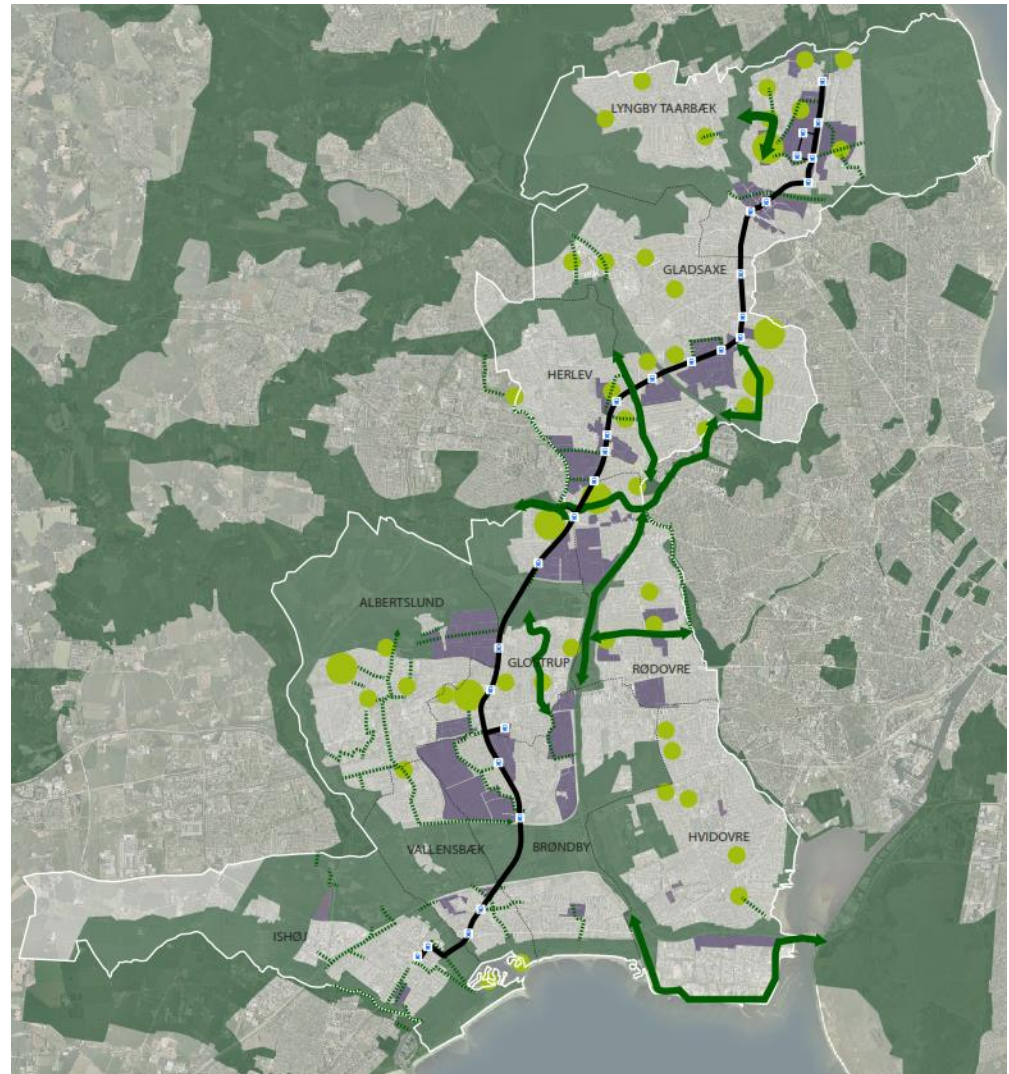 LYNGBY TAARBÆK
GLADSAXE
HERLEV
ALBERTSLUND
GLOSTRUP
RØDOVRE
HVIDOVRE
VALLENSBÆK
BRØNDBY
ISHØJ